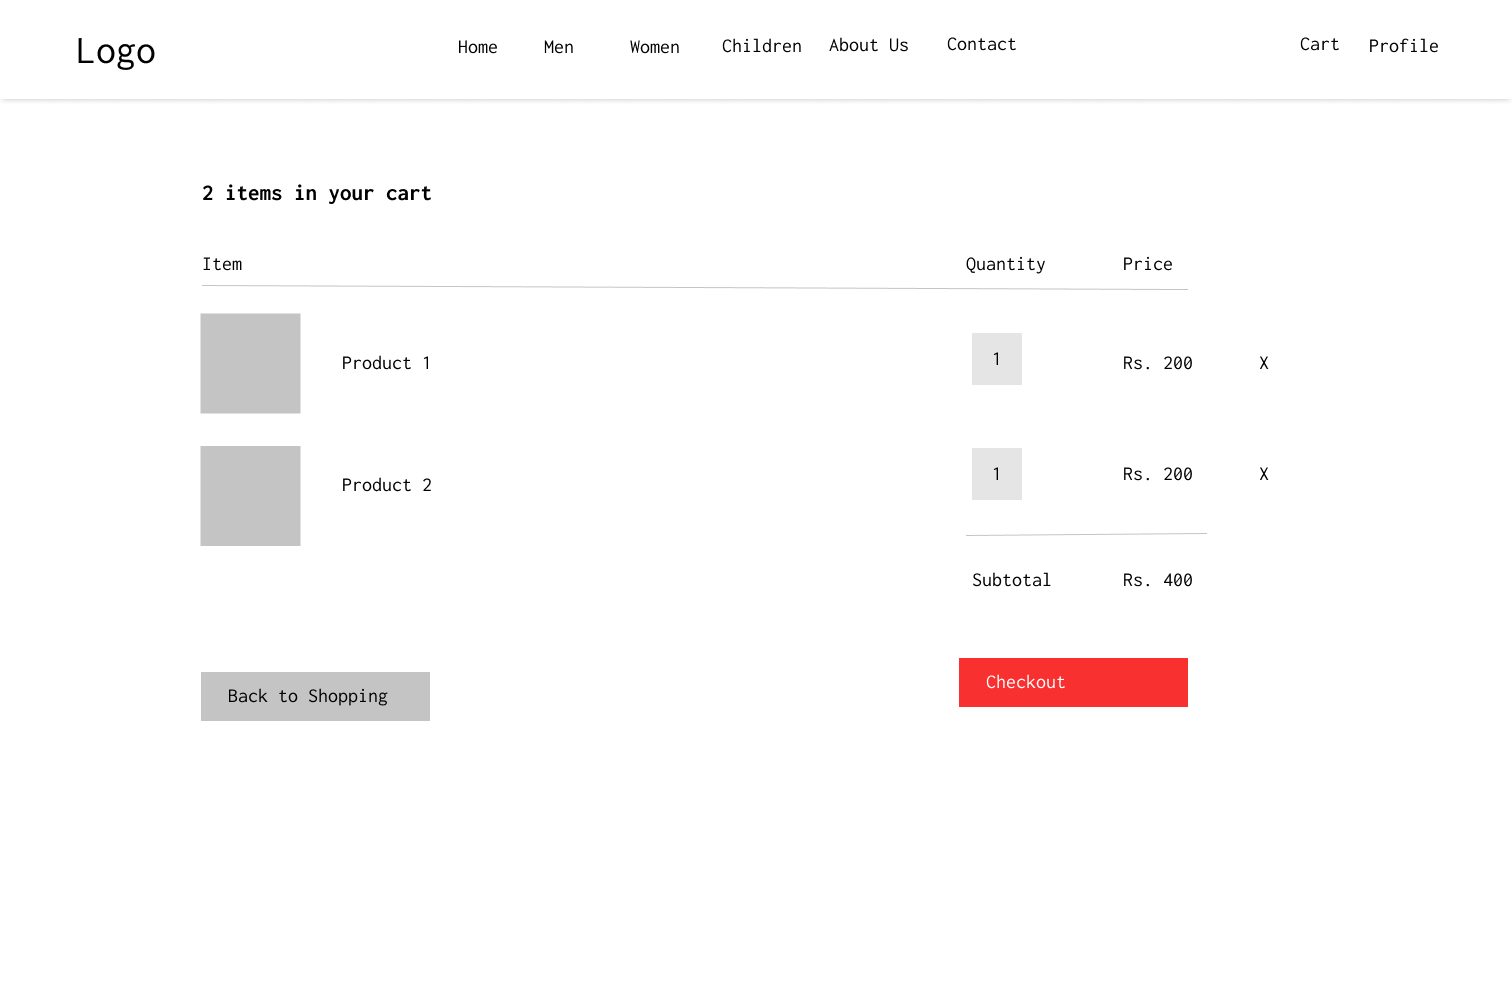 Logo Home Men Women Children About Us Contact Cart Profile
2 items in your cart
Item Quantity Price
Product 1 1 Rs. 200 X
Product 2 1 Rs. 200 X
Subtotal Rs. 400
Back to Shopping Checkout